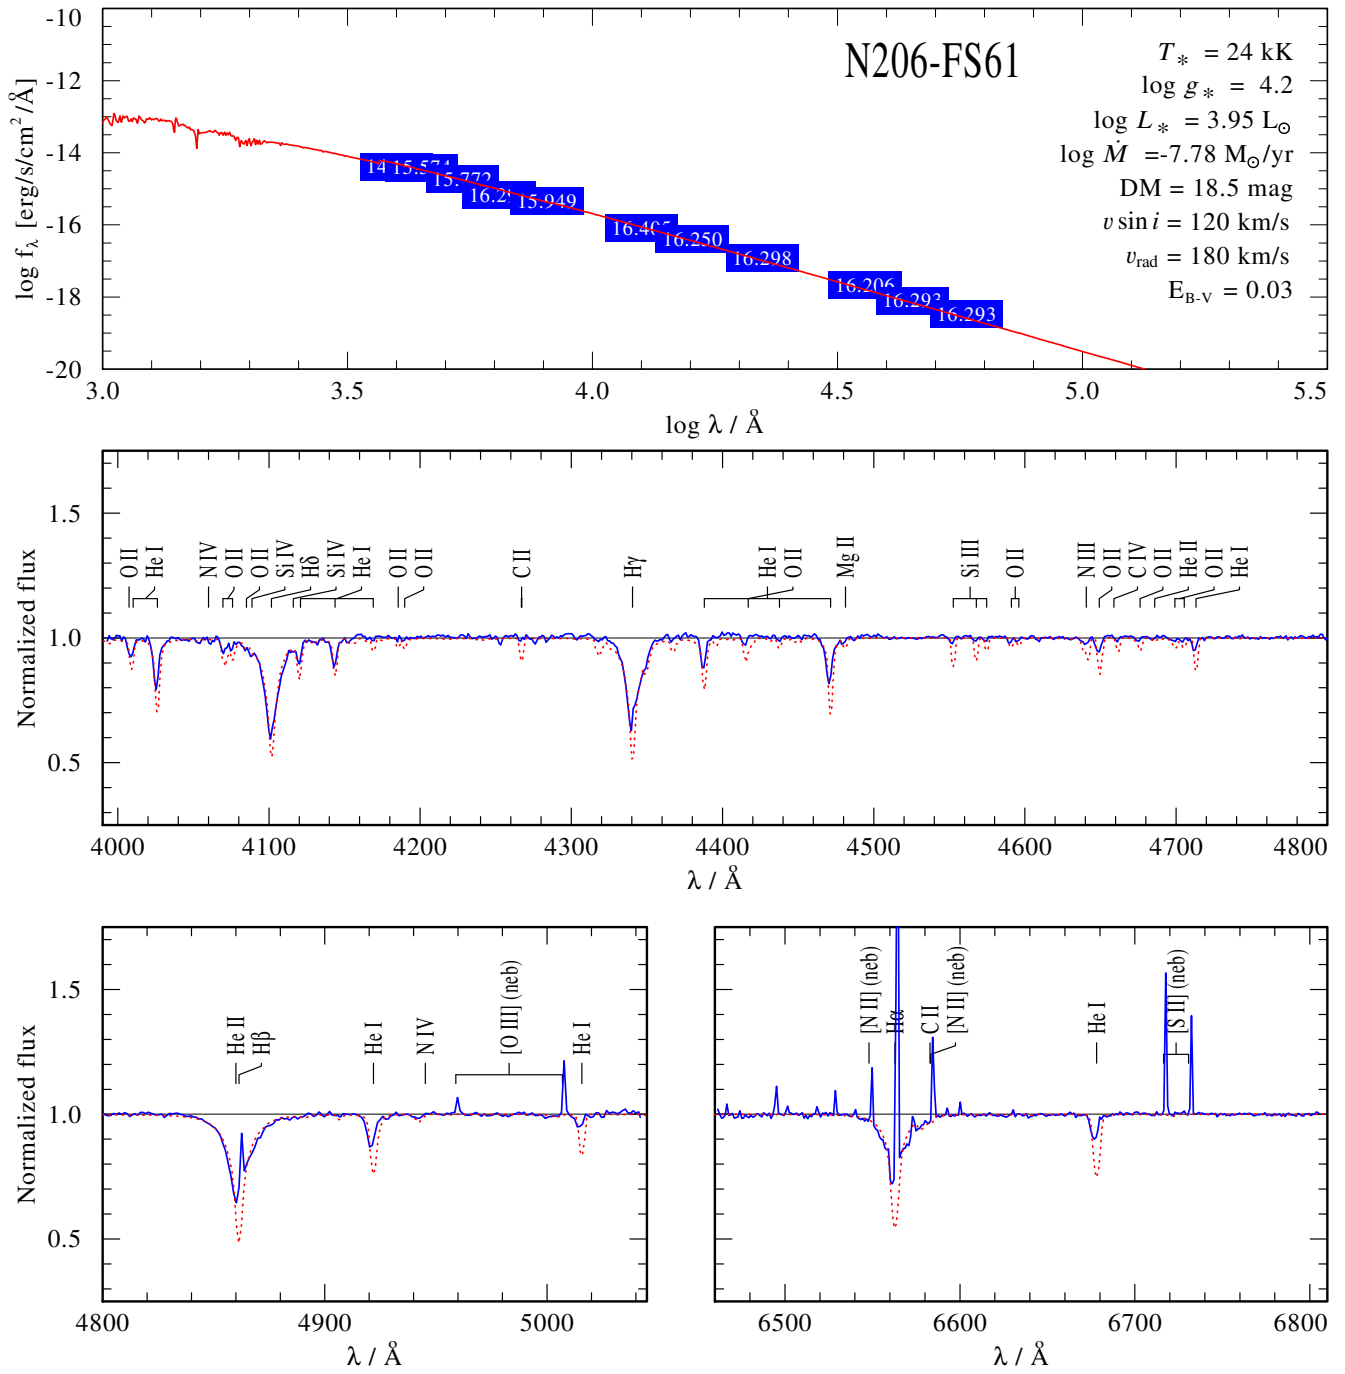 N206-FS61
T* = 24 kK
log g* = 4.2
log L* = 3.95 L☉
log Ṁ =-7.78 M☉/yr
DM = 18.5 mag
v sin i = 120 km/s
vrad = 180 km/s
EB-V = 0.03
log fλ [erg/s/cm²/Å]
-10
-12
-14
-16
-18
-20
15.772
15.949
16.250
16.298
16.206
16.293
16.293
3.0 3.5 4.0 4.5 5.0 5.5
log λ / Å
Normalized flux
1.5
1.0
0.5
O II He I N IV O II O II Si IV Hδ Si IV He I O II O II C II Hγ He I O II Mg II Si III O II N III O II C IV O II He II O II He I
4000 4100 4200 4300 4400 4500 4600 4700 4800
λ / Å
Normalized flux
1.5
1.0
0.5
He II Hβ He I N IV [O III] (neb) He I
4800 4900 5000
λ / Å
[N II] (neb) Hα C II [N II] (neb) He I [S II] (neb)
6500 6600 6700 6800
λ / Å